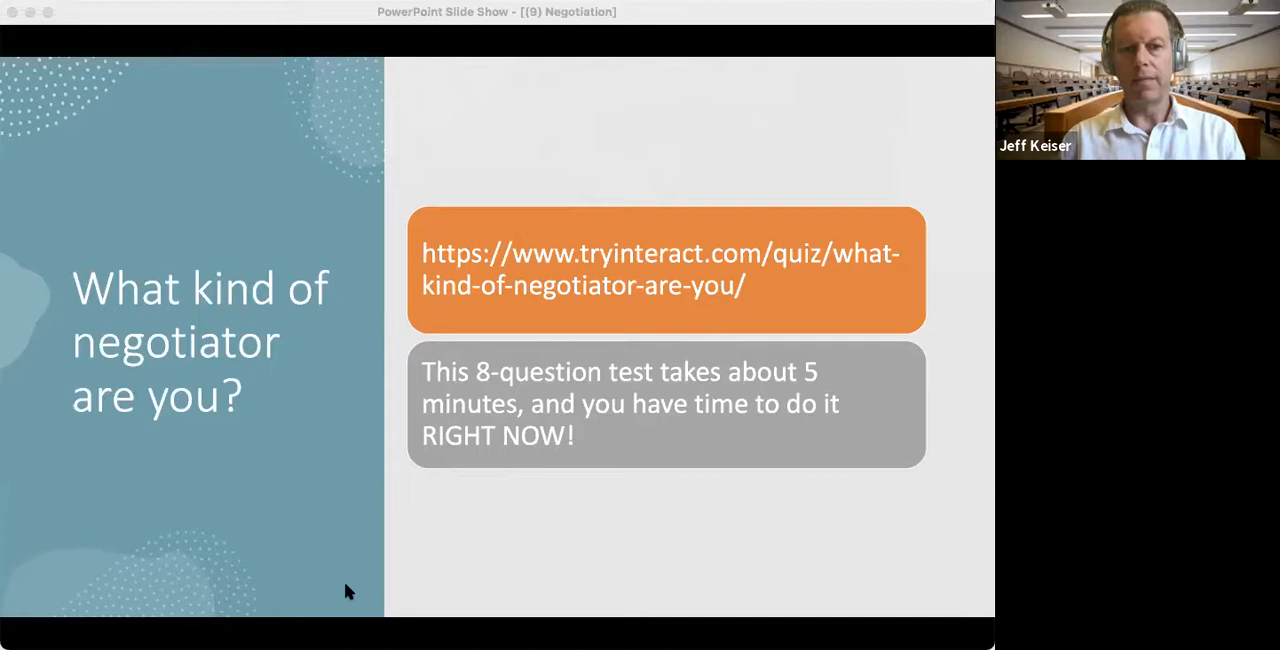 PowerPoint Slide Show - [(9) Negotiation]
What kind of
negotiator
are you?
https://www.tryinteract.com/quiz/what-
kind-of-negotiator-are-you/
This 8-question test takes about 5
minutes, and you have time to do it
RIGHT NOW!
Jeff Keiser